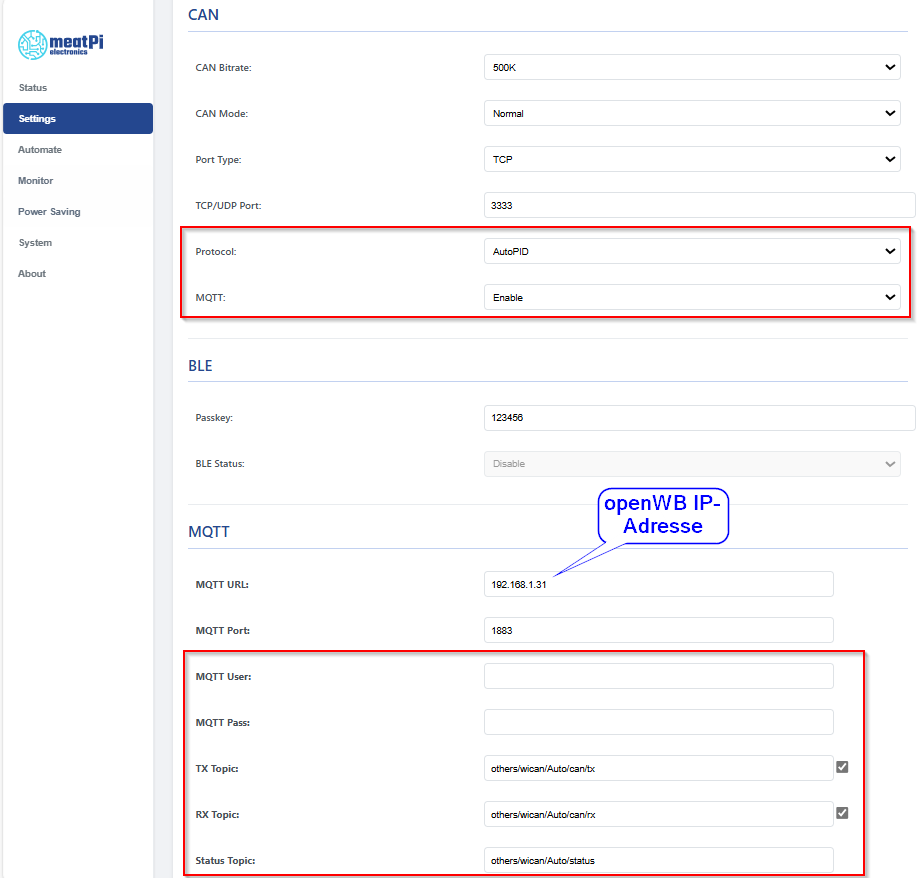 meatPi
electronics
Status
Settings
Automate
Monitor
Power Saving
System
About
CAN
CAN Bitrate: 500K
CAN Mode: Normal
Port Type: TCP
TCP/UDP Port: 3333
Protocol: AutoPID
MQTT: Enable
BLE
Passkey: 123456
BLE Status: Disable
openWB IP-
Adresse
MQTT
MQTT URL: 192.168.1.31
MQTT Port: 1883
MQTT User:
MQTT Pass:
TX Topic: others/wican/Auto/can/tx
RX Topic: others/wican/Auto/can/rx
Status Topic: others/wican/Auto/status